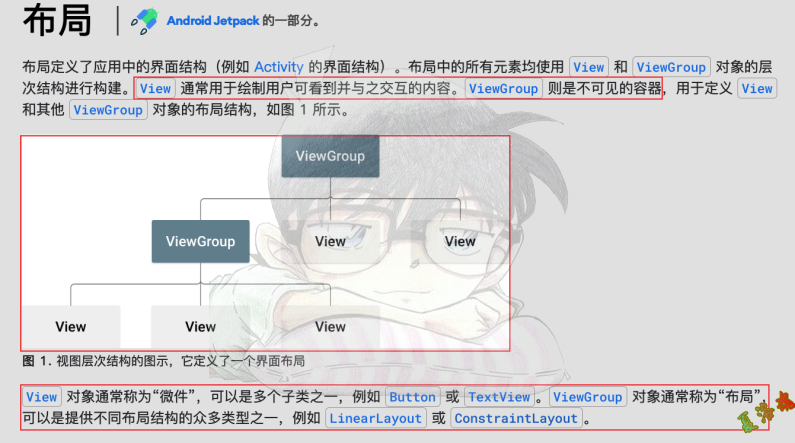 布局 | Android Jetpack 的一部分。
布局定义了应用中的界面结构（例如 Activity 的界面结构）。布局中的所有元素均使用 View 和 ViewGroup 对象的层
次结构进行构建。View 通常用于绘制用户可看到并与之交互的内容。ViewGroup 则是不可见的容器，用于定义 View
和其他 ViewGroup 对象的布局结构，如图 1 所示。
ViewGroup
ViewGroup View View
View View View
图 1. 视图层次结构的图示，它定义了一个界面布局
View 对象通常称为“微件”，可以是多个子类之一，例如 Button 或 TextView。ViewGroup 对象通常称为“布局”，
可以是提供不同布局结构的众多类型之一，例如 LinearLayout 或 ConstraintLayout。